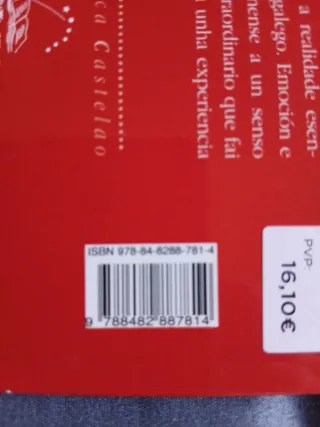 a realidade esen-
galego. Emoción e
nense a un senso
raordinario que fai
unha experiencia
ca Castelao
ISBN 978-84-8288-781-4
9 788482 887814
PVP:
16,10€